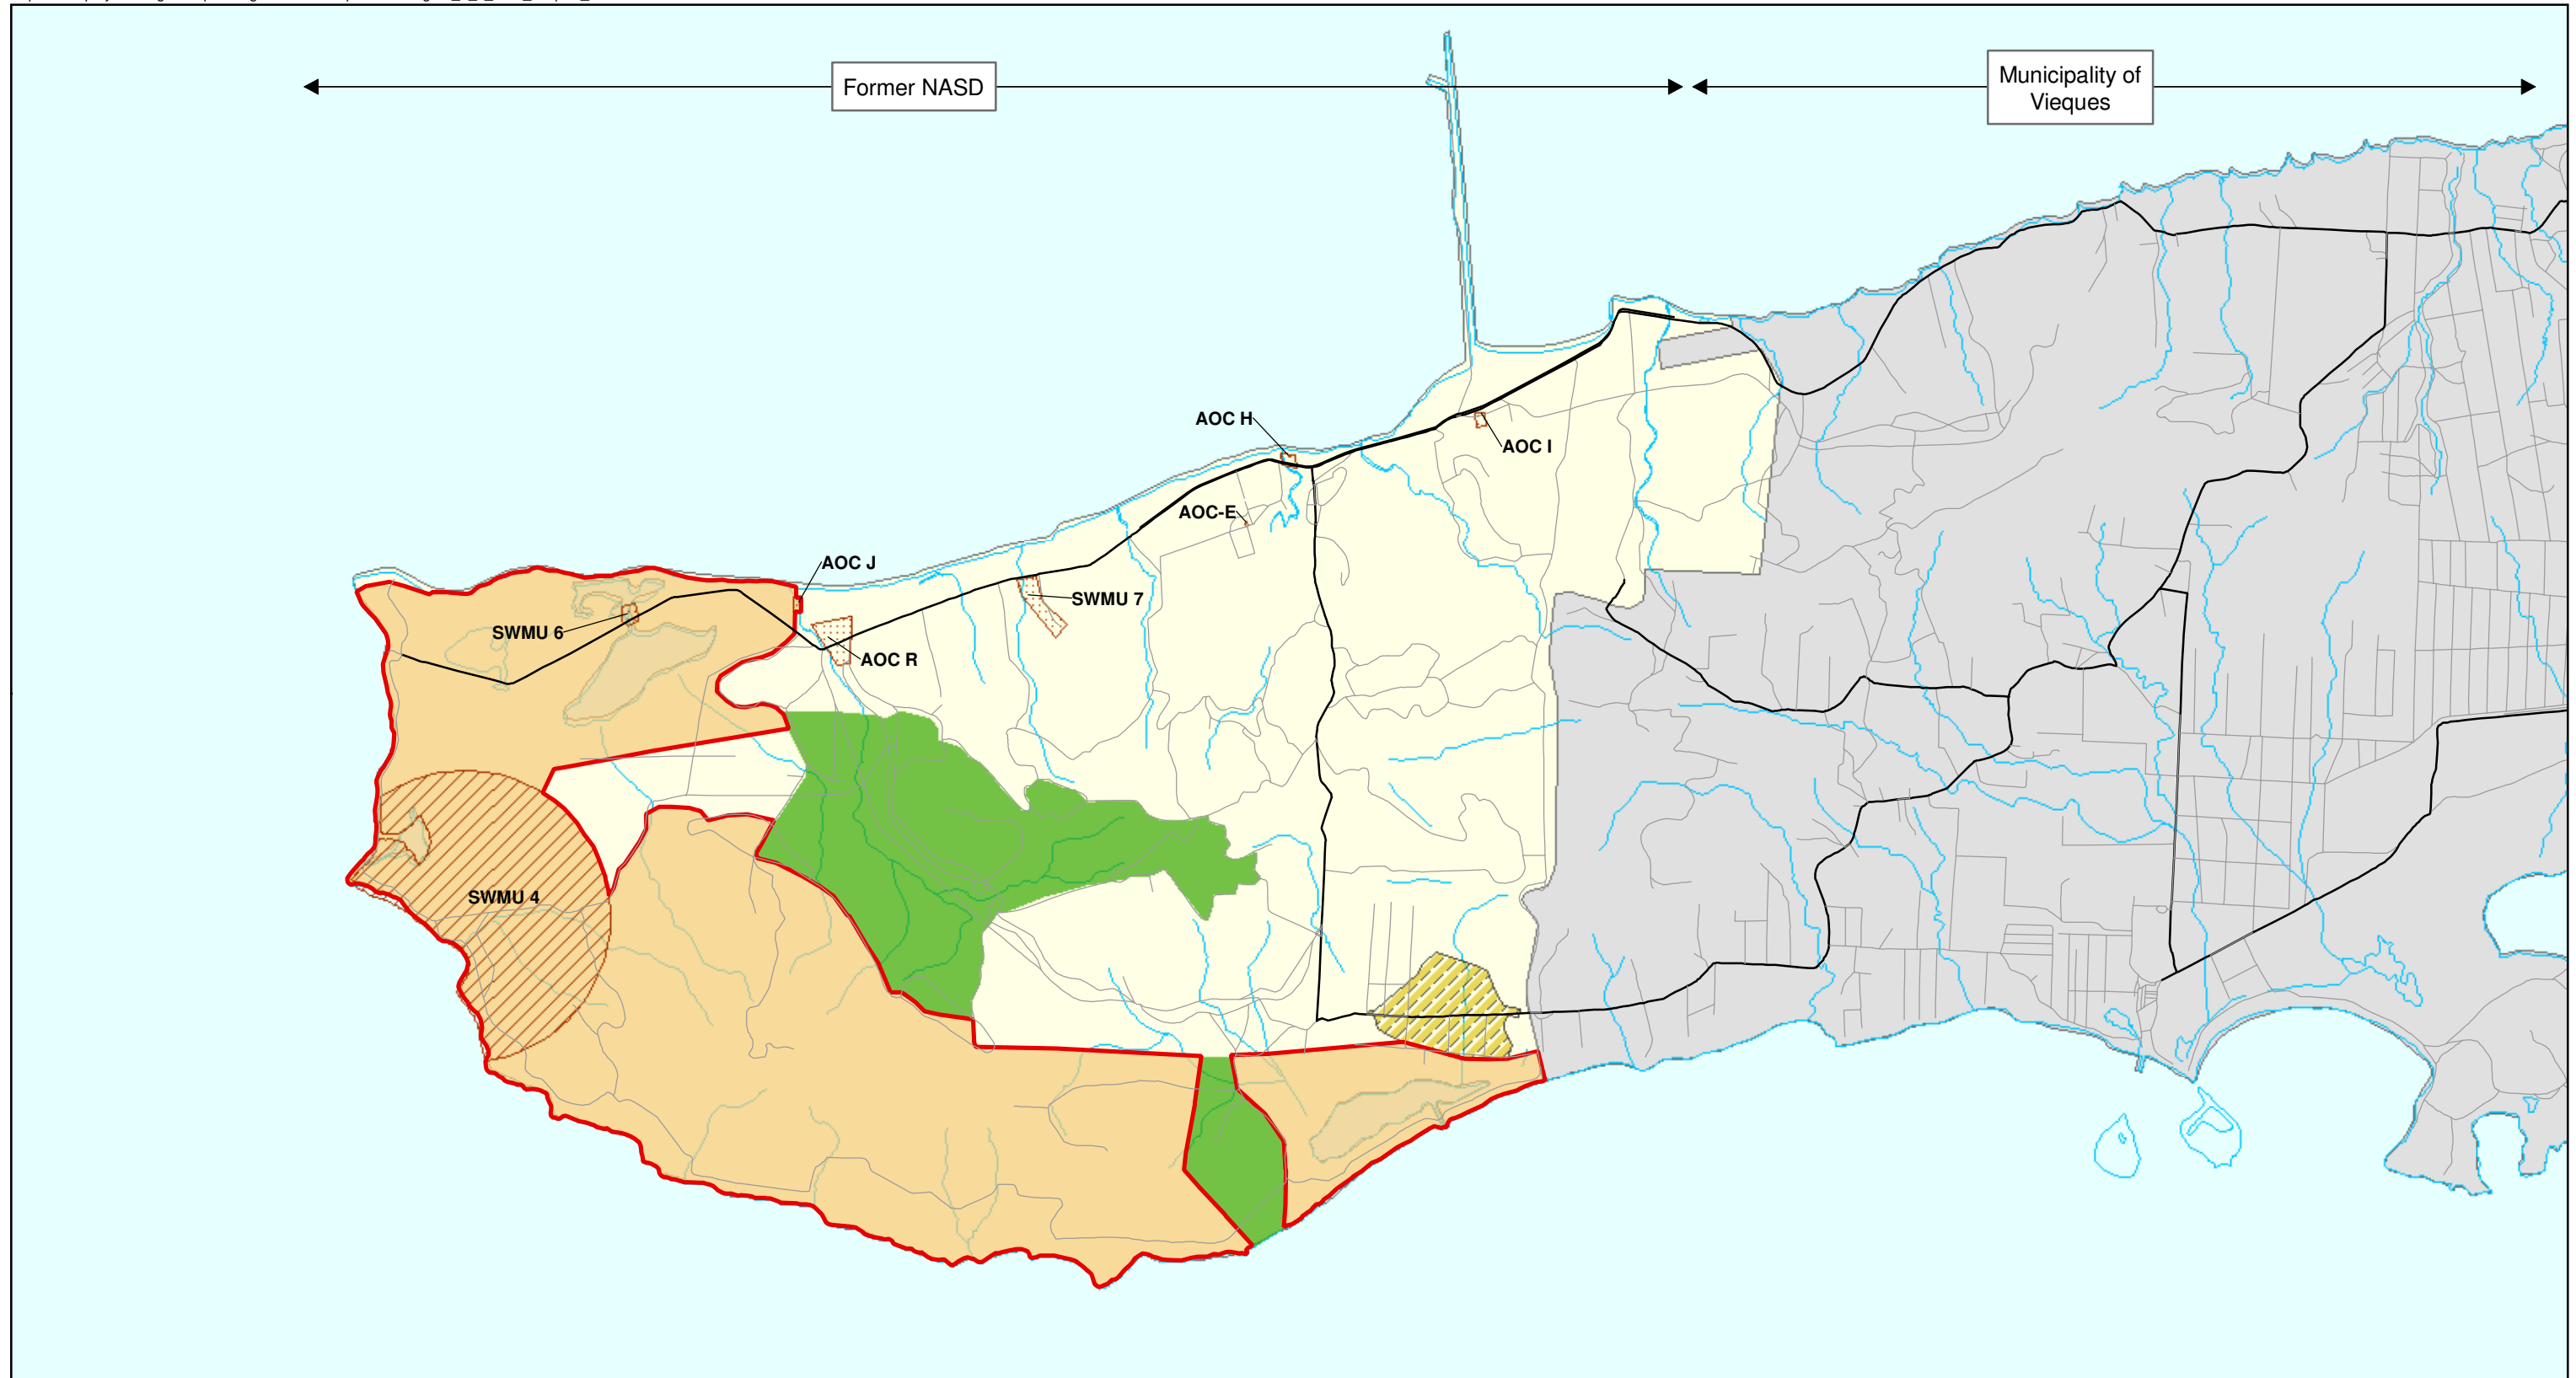 Former NASD
Municipality of
Vieques
AOC H
AOC I
AOC-E
AOC J
SWMU 7
SWMU 6
AOC R
SWMU 4